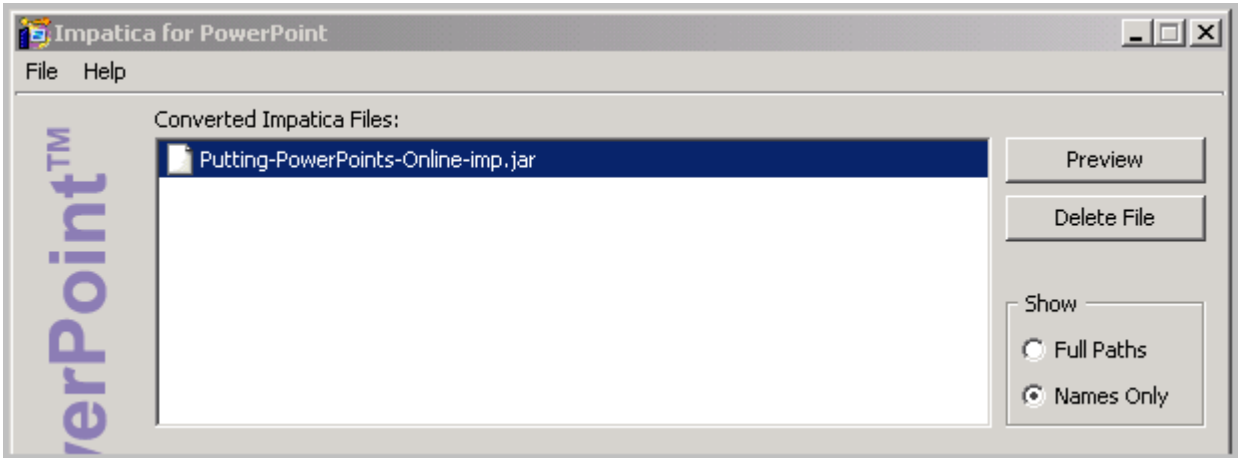 Impatica for PowerPoint
File Help
Converted Impatica Files:
Putting-PowerPoints-Online-imp.jar
Preview
Delete File
Show
Full Paths
Names Only
werPoint™